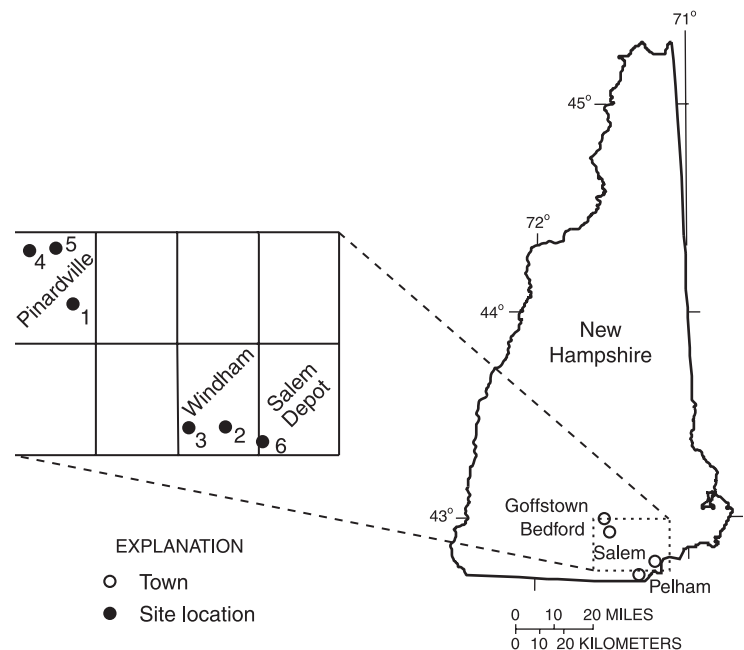 71°
45°
72°
4
5
Pinardville
1
44°
New
Hampshire
Windham
Salem
Depot
3
2
6
43°
Goffstown
Bedford
Salem
Pelham
EXPLANATION
Town
Site location
0 10 20 MILES
0 10 20 KILOMETERS